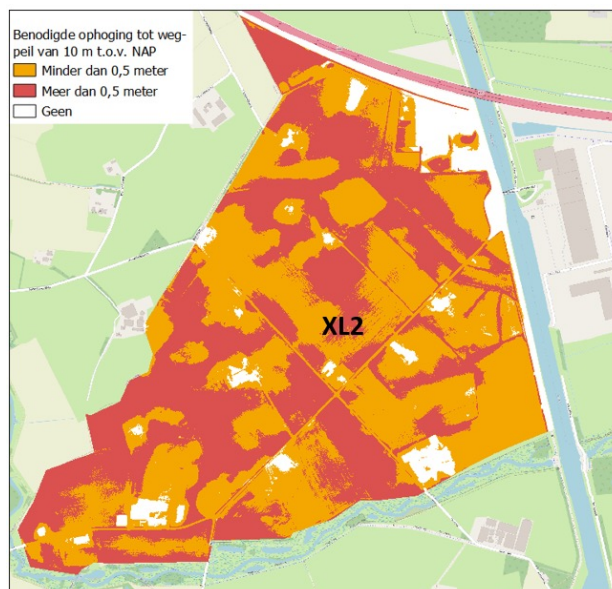 Benodigde ophoging tot weg-
peil van 10 m t.o.v. NAP
Minder dan 0,5 meter
Meer dan 0,5 meter
Geen
XL2